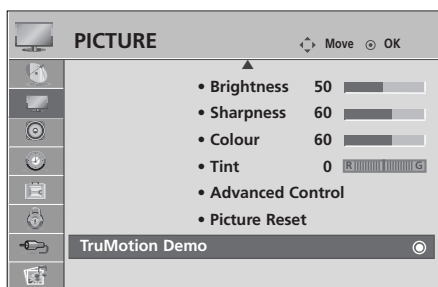 PICTURE Move OK
• Brightness 50
• Sharpness 60
• Colour 60
• Tint 0 R G
• Advanced Control
• Picture Reset
TruMotion Demo